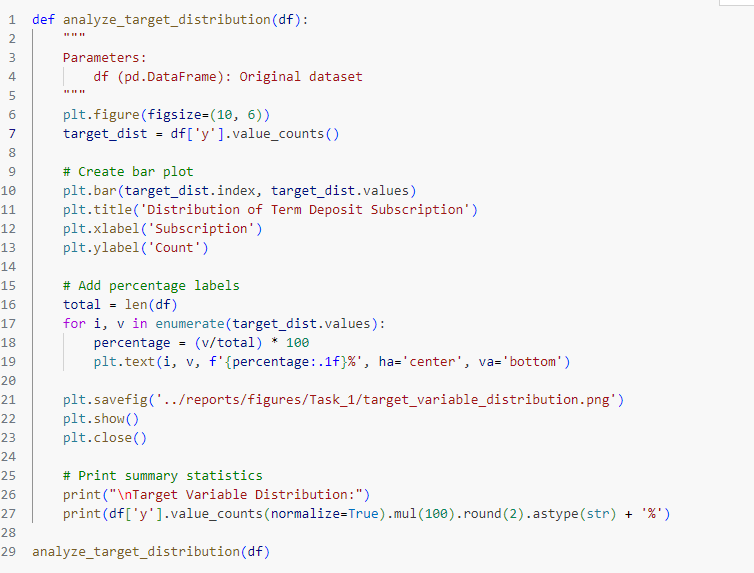 1 def analyze_target_distribution(df):
2     """
3     Parameters:
4         df (pd.DataFrame): Original dataset
5     """
6     plt.figure(figsize=(10, 6))
7     target_dist = df['y'].value_counts()
8
9     # Create bar plot
10     plt.bar(target_dist.index, target_dist.values)
11     plt.title('Distribution of Term Deposit Subscription')
12     plt.xlabel('Subscription')
13     plt.ylabel('Count')
14
15     # Add percentage labels
16     total = len(df)
17     for i, v in enumerate(target_dist.values):
18         percentage = (v/total) * 100
19         plt.text(i, v, f'{percentage:.1f}%', ha='center', va='bottom')
20
21     plt.savefig('../reports/figures/Task_1/target_variable_distribution.png')
22     plt.show()
23     plt.close()
24
25     # Print summary statistics
26     print("\nTarget Variable Distribution:")
27     print(df['y'].value_counts(normalize=True).mul(100).round(2).astype(str) + '%')
28
29 analyze_target_distribution(df)